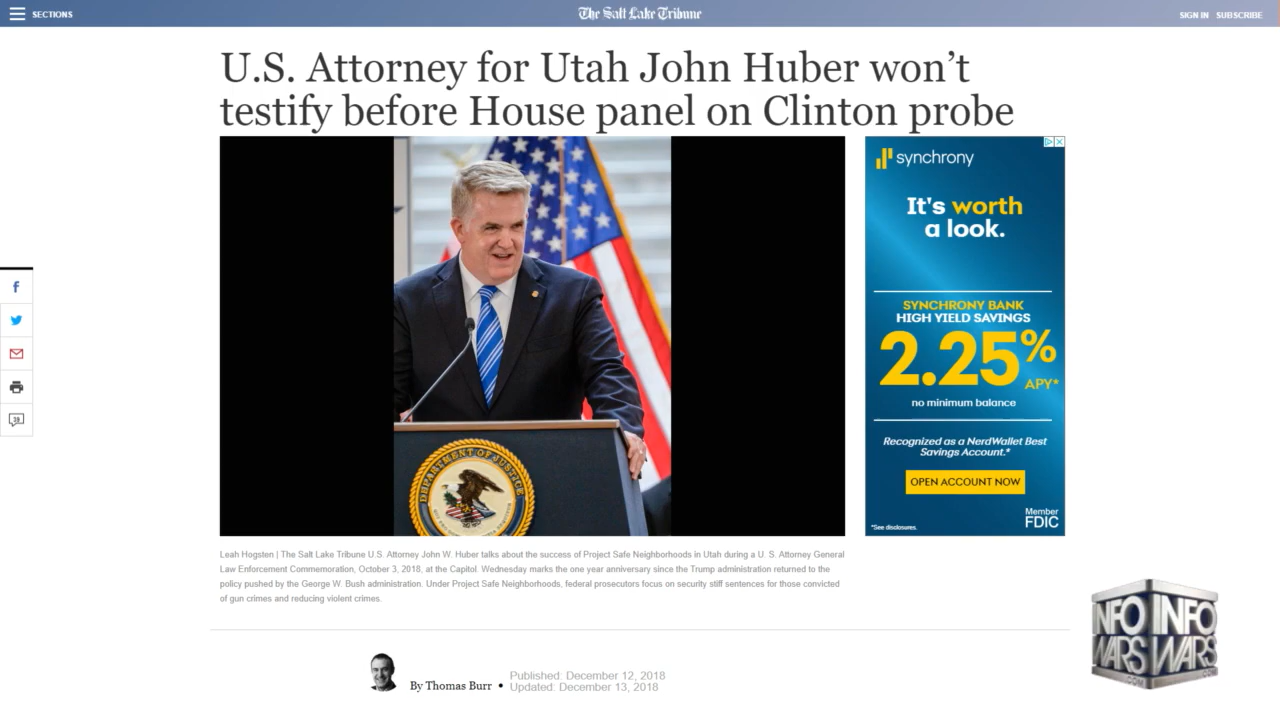 SECTIONS
The Salt Lake Tribune
SIGN IN SUBSCRIBE
U.S. Attorney for Utah John Huber won’t
testify before House panel on Clinton probe
DEPARTMENT OF JUSTICE
synchrony
It's worth
a look.
SYNCHRONY BANK
HIGH YIELD SAVINGS
2.25%
APY*
no minimum balance
Recognized as a NerdWallet Best
Savings Account.*
OPEN ACCOUNT NOW
Member
FDIC
*See disclosures.
Leah Hogsten | The Salt Lake Tribune U.S. Attorney John W. Huber talks about the success of Project Safe Neighborhoods in Utah during a U. S. Attorney General
Law Enforcement Commemoration, October 3, 2018, at the Capitol. Wednesday marks the one year anniversary since the Trump administration returned to the
policy pushed by the George W. Bush administration. Under Project Safe Neighborhoods, federal prosecutors focus on security stiff sentences for those convicted
of gun crimes and reducing violent crimes.
By Thomas Burr • Published: December 12, 2018
Updated: December 13, 2018
INFO INFO
WARS WARS
.COM .COM